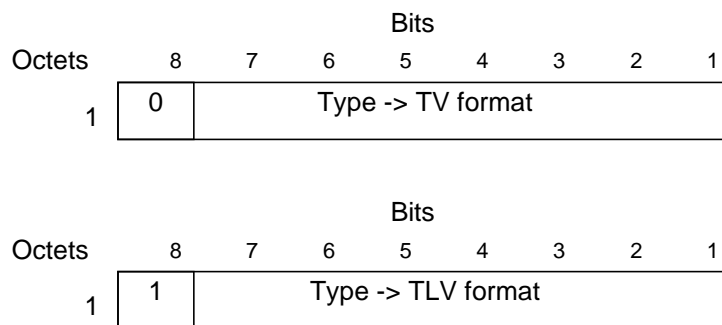 Bits
Octets 8 7 6 5 4 3 2 1
1 0 Type -> TV format
Bits
Octets 8 7 6 5 4 3 2 1
1 1 Type -> TLV format